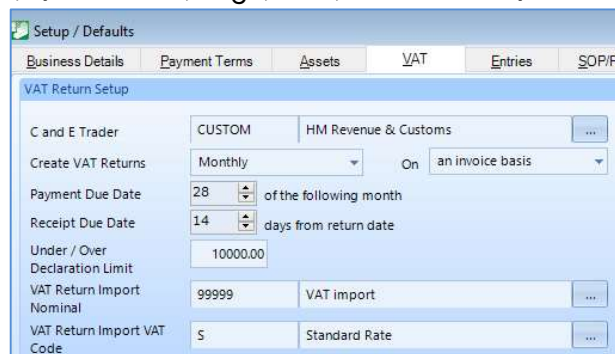 Setup / Defaults
Business Details Payment Terms Assets VAT Entries
VAT Return Setup
C and E Trader CUSTOM HM Revenue & Customs ...
Create VAT Returns Monthly On an invoice basis
Payment Due Date 28 of the following month
Receipt Due Date 14 days from return date
Under / Over
Declaration Limit 10000.00
VAT Return Import
Nominal 99999 VAT import ...
VAT Return Import VAT
Code S Standard Rate ...